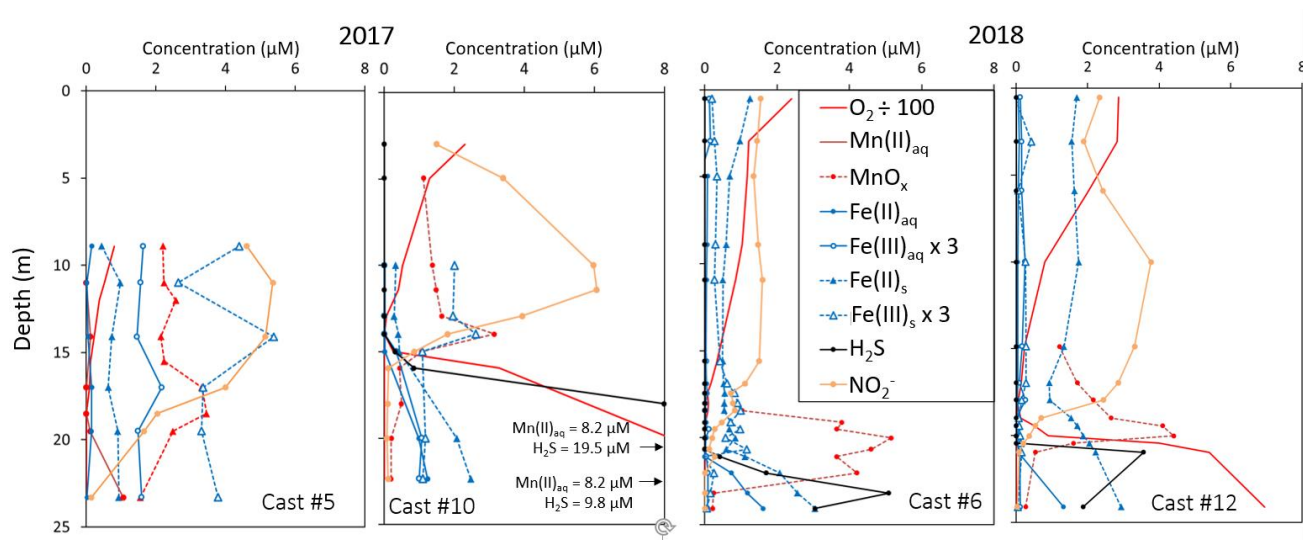 2017
2018
Concentration (µM)
Concentration (µM)
Concentration (µM)
Concentration (µM)
0 2 4 6 8
0 2 4 6 8
0 2 4 6 8
0 2 4 6 8
Depth (m)
0
5
10
15
20
25
O₂ ÷ 100
Mn(II)aq
MnOₓ
Fe(II)aq
Fe(III)aq x 3
Fe(II)s
Fe(III)s x 3
H₂S
NO₂⁻
Mn(II)aq = 8.2 µM
H₂S = 19.5 µM
Mn(II)aq = 8.2 µM
H₂S = 9.8 µM
Cast #5
Cast #10
Cast #6
Cast #12